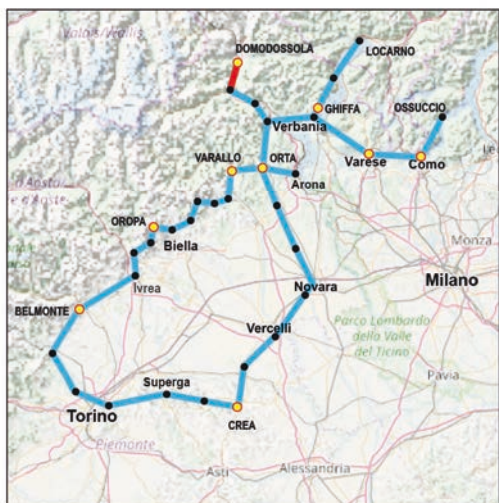 Valais/Wallis
DOMODOSSOLA
LOCARNO
GHIFFA
OSSUCCIO
Verbania
VARALLO
ORTA
Varese
Como
Arona
d'Aosta
e d'Aoste
OROPA
Biella
Monza
Ivrea
Novara
Milano
BELMONTE
Parco Lombardo
della Valle
del Ticino
Vercelli
Pavia
Superga
Torino
CREA
Piemonte
Asti
Alessandria